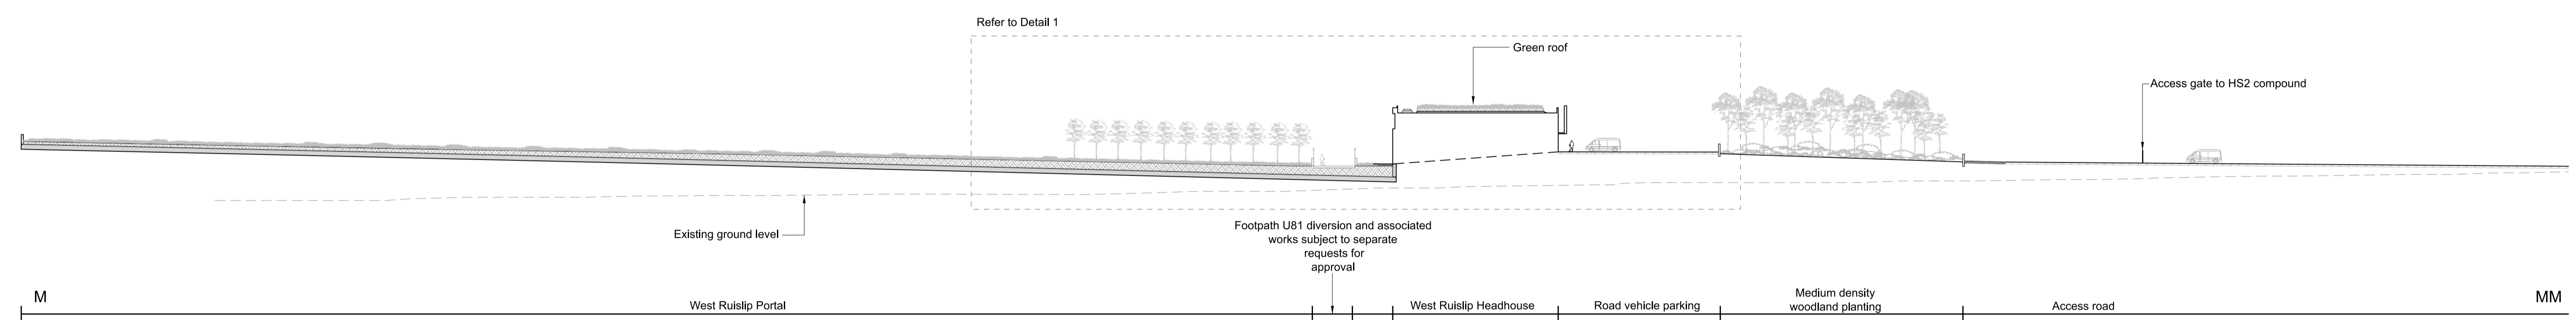 Refer to Detail 1
Green roof
Access gate to HS2 compound
Existing ground level
Footpath U81 diversion and associated
works subject to separate
requests for
approval
M
MM
West Ruislip Portal
West Ruislip Headhouse
Road vehicle parking
Medium density
woodland planting
Access road